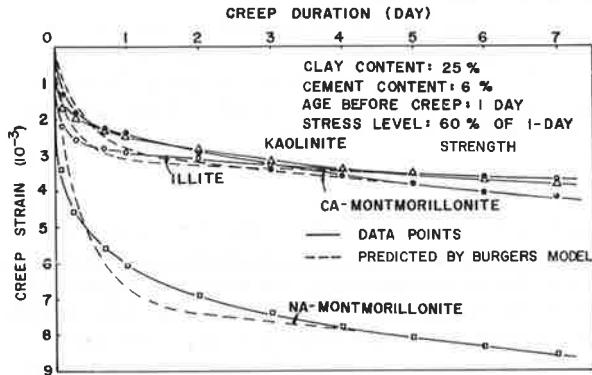 CREEP DURATION (DAY)
0 1 2 3 4 5 6 7
CLAY CONTENT: 25 %
CEMENT CONTENT: 6 %
AGE BEFORE CREEP: 1 DAY
STRESS LEVEL: 60 % OF 1-DAY
STRENGTH
KAOLINITE
ILLITE
CA-MONTMORILLONITE
DATA POINTS
PREDICTED BY BURGERS MODEL
NA-MONTMORILLONITE
CREEP STRAIN (10⁻³)
1
2
3
4
5
6
7
8
9